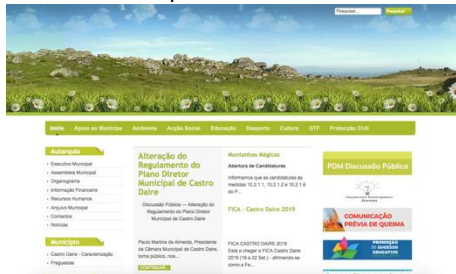 Pesquisar...
Pesquisar
Início Apoio ao Munícipe Ambiente Acção Social Educação Desporto Cultura GTF Protecção Civil
Autarquia
Executivo Municipal
Assembleia Municipal
Organograma
Informação Financeira
Recursos Humanos
Arquivo Municipal
Contactos
Notícias
Município
Castro Daire - Caracterização
Freguesias
Alteração do
Regulamento do
Plano Diretor
Municipal de Castro
Daire
Discussão Pública — Alteração do
Regulamento do Plano Diretor
Municipal de Castro Daire
Paulo Martins de Almeida, Presidente
da Câmara Municipal de Castro Daire,
torna público, nos...
CONTINUAR...
Montanhas Mágicas
Abertura de Candidaturas
Informamos que as candidaturas às
medidas 10.2.1.1, 10.2.1.2 e 10.2.1.6
do P...
FICA - Castro Daire 2019
FICA CASTRO DAIRE 2019
Está a chegar a FICA Castro Daire
2019 (19 a 22 Set.) - afirmando-se
como a Fe...
PDM Discussão Pública
Orçamento Participativo
COMUNICAÇÃO
PRÉVIA DE QUEIMA
PROMOÇÃO
DO SUCESSO
EDUCATIVO